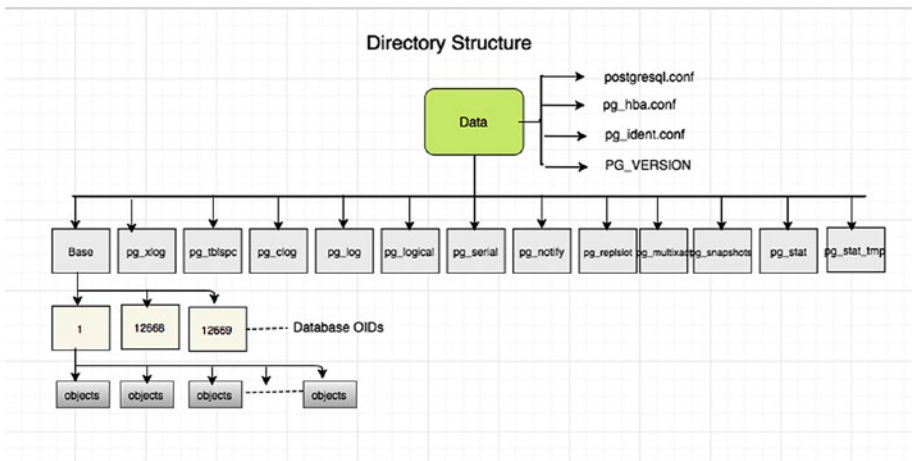 Directory Structure
Data
postgresql.conf
pg_hba.conf
pg_ident.conf
PG_VERSION
Base
pg_xlog
pg_tblspc
pg_clog
pg_log
pg_logical
pg_serial
pg_notify
pg_replslot
pg_multixact
pg_snapshots
pg_stat
pg_stat_tmp
1
12668
12669
Database OIDs
objects
objects
objects
objects